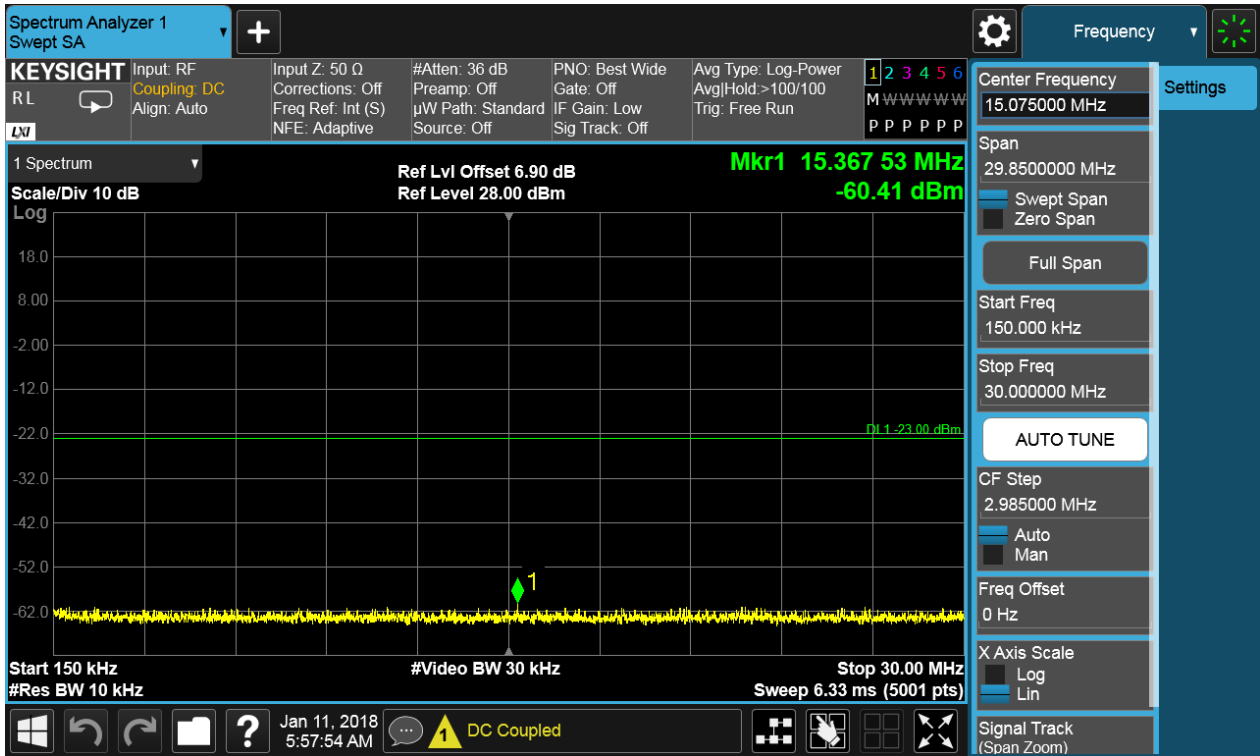 Spectrum Analyzer 1
Swept SA
+
Frequency
KEYSIGHT
R L
LXI
Input: RF
Coupling: DC
Align: Auto
Input Z: 50 Ω
Corrections: Off
Freq Ref: Int (S)
NFE: Adaptive
#Atten: 36 dB
Preamp: Off
µW Path: Standard
Source: Off
PNO: Best Wide
Gate: Off
IF Gain: Low
Sig Track: Off
Avg Type: Log-Power
Avg|Hold:>100/100
Trig: Free Run
1 2 3 4 5 6
M W W W W W
P P P P P P
1 Spectrum
Scale/Div 10 dB
Log
Ref Lvl Offset 6.90 dB
Ref Level 28.00 dBm
Mkr1 15.367 53 MHz
-60.41 dBm
18.0
8.00
-2.00
-12.0
-22.0
-32.0
-42.0
-52.0
-62.0
DL1 -23.00 dBm
1
Start 150 kHz
#Res BW 10 kHz
#Video BW 30 kHz
Stop 30.00 MHz
Sweep 6.33 ms (5001 pts)
Center Frequency
15.075000 MHz
Span
29.8500000 MHz
Swept Span
Zero Span
Full Span
Start Freq
150.000 kHz
Stop Freq
30.000000 MHz
AUTO TUNE
CF Step
2.985000 MHz
Auto
Man
Freq Offset
0 Hz
X Axis Scale
Log
Lin
Signal Track
(Span Zoom)
Settings
?
Jan 11, 2018
5:57:54 AM
1
DC Coupled